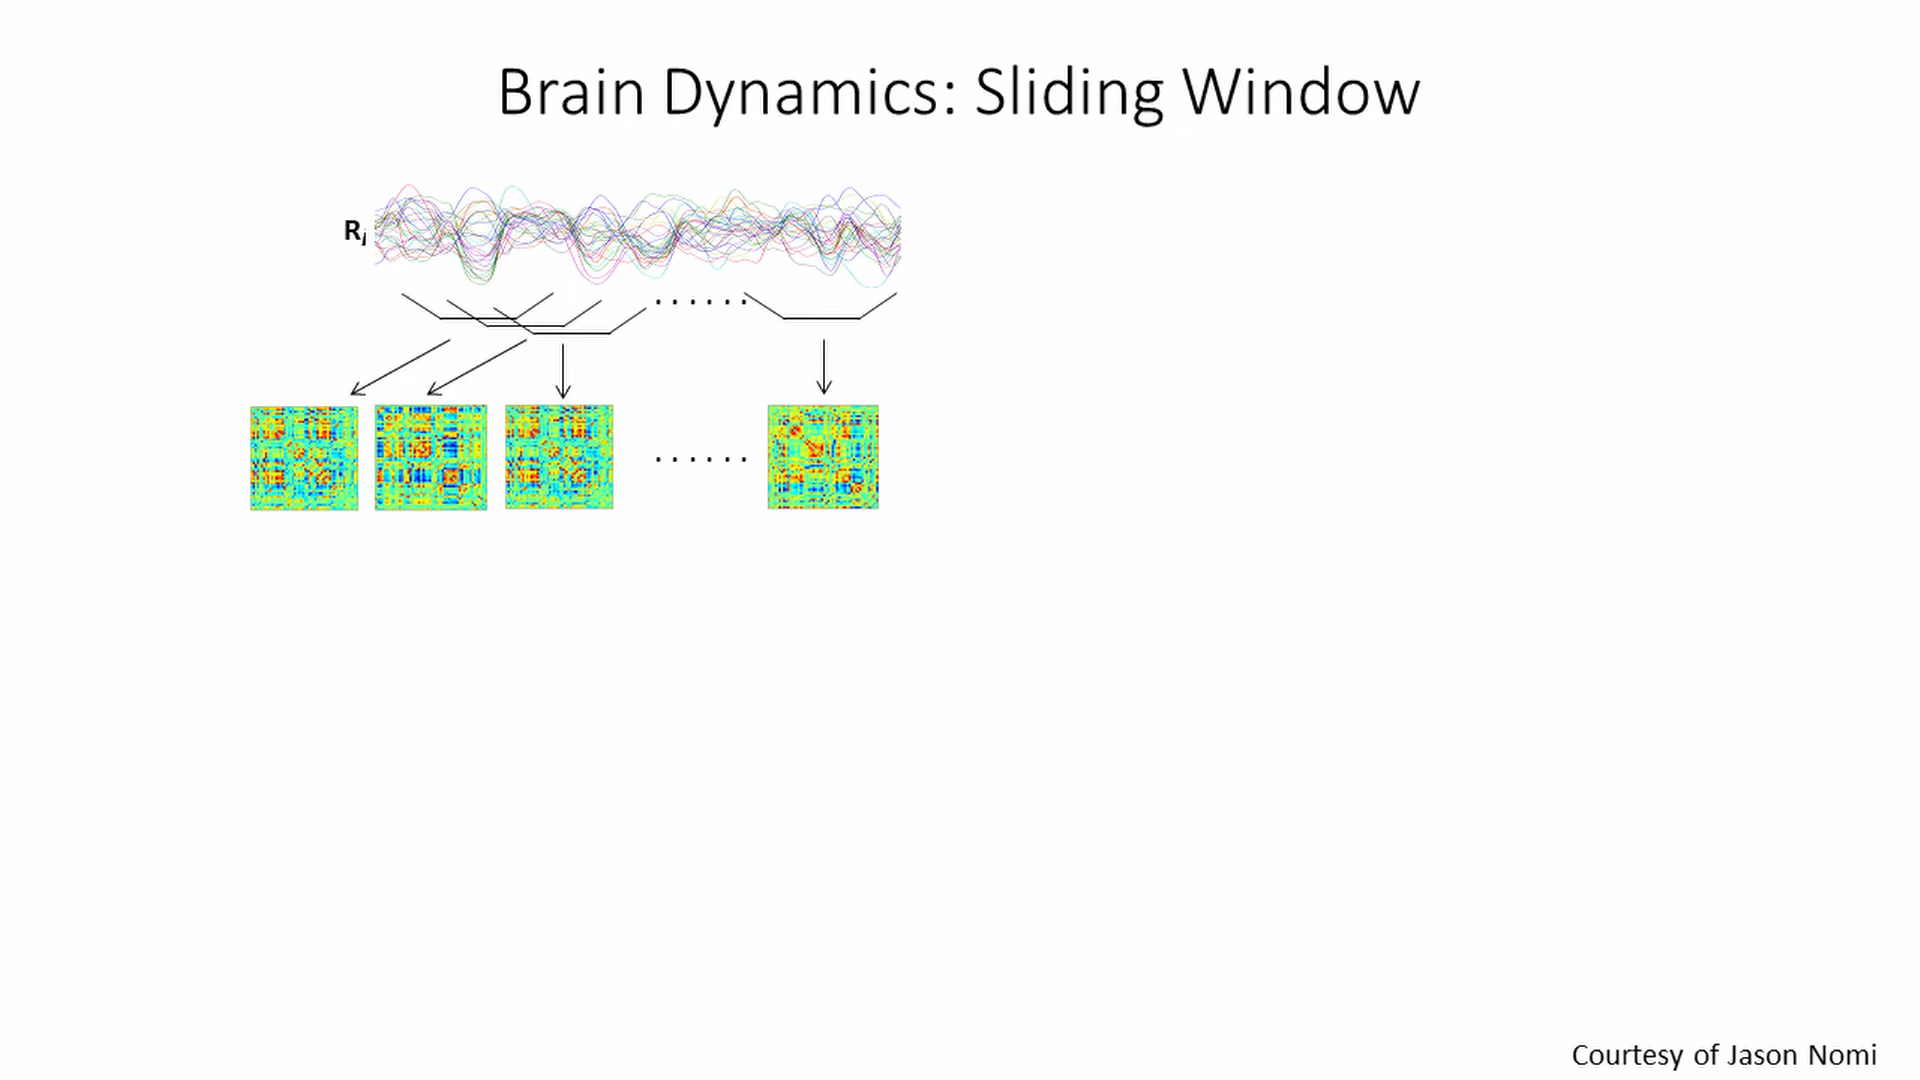 Brain Dynamics: Sliding Window
Ri
......
......
Courtesy of Jason Nomi